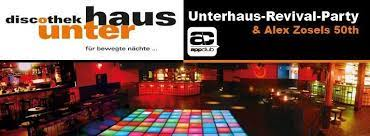 discothek haus
unter
für bewegte nächte ...
Unterhaus-Revival-Party
appclub
& Alex Zosels 50th